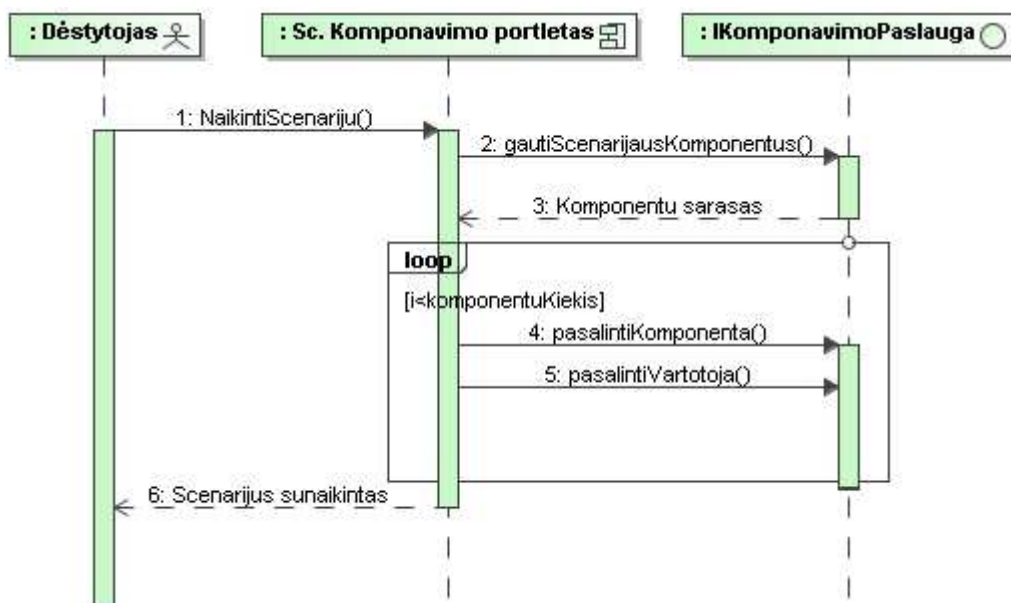 : Dėstytojas
: Sc. Komponavimo portletas
: IKomponavimoPaslauga
1: NaikintiScenariju()
2: gautiScenarijausKomponentus()
3: Komponentu sarasas
loop
[i<komponentuKiekis]
4: pasalintiKomponenta()
5: pasalintiVartotoja()
6: Scenarijus sunaikintas